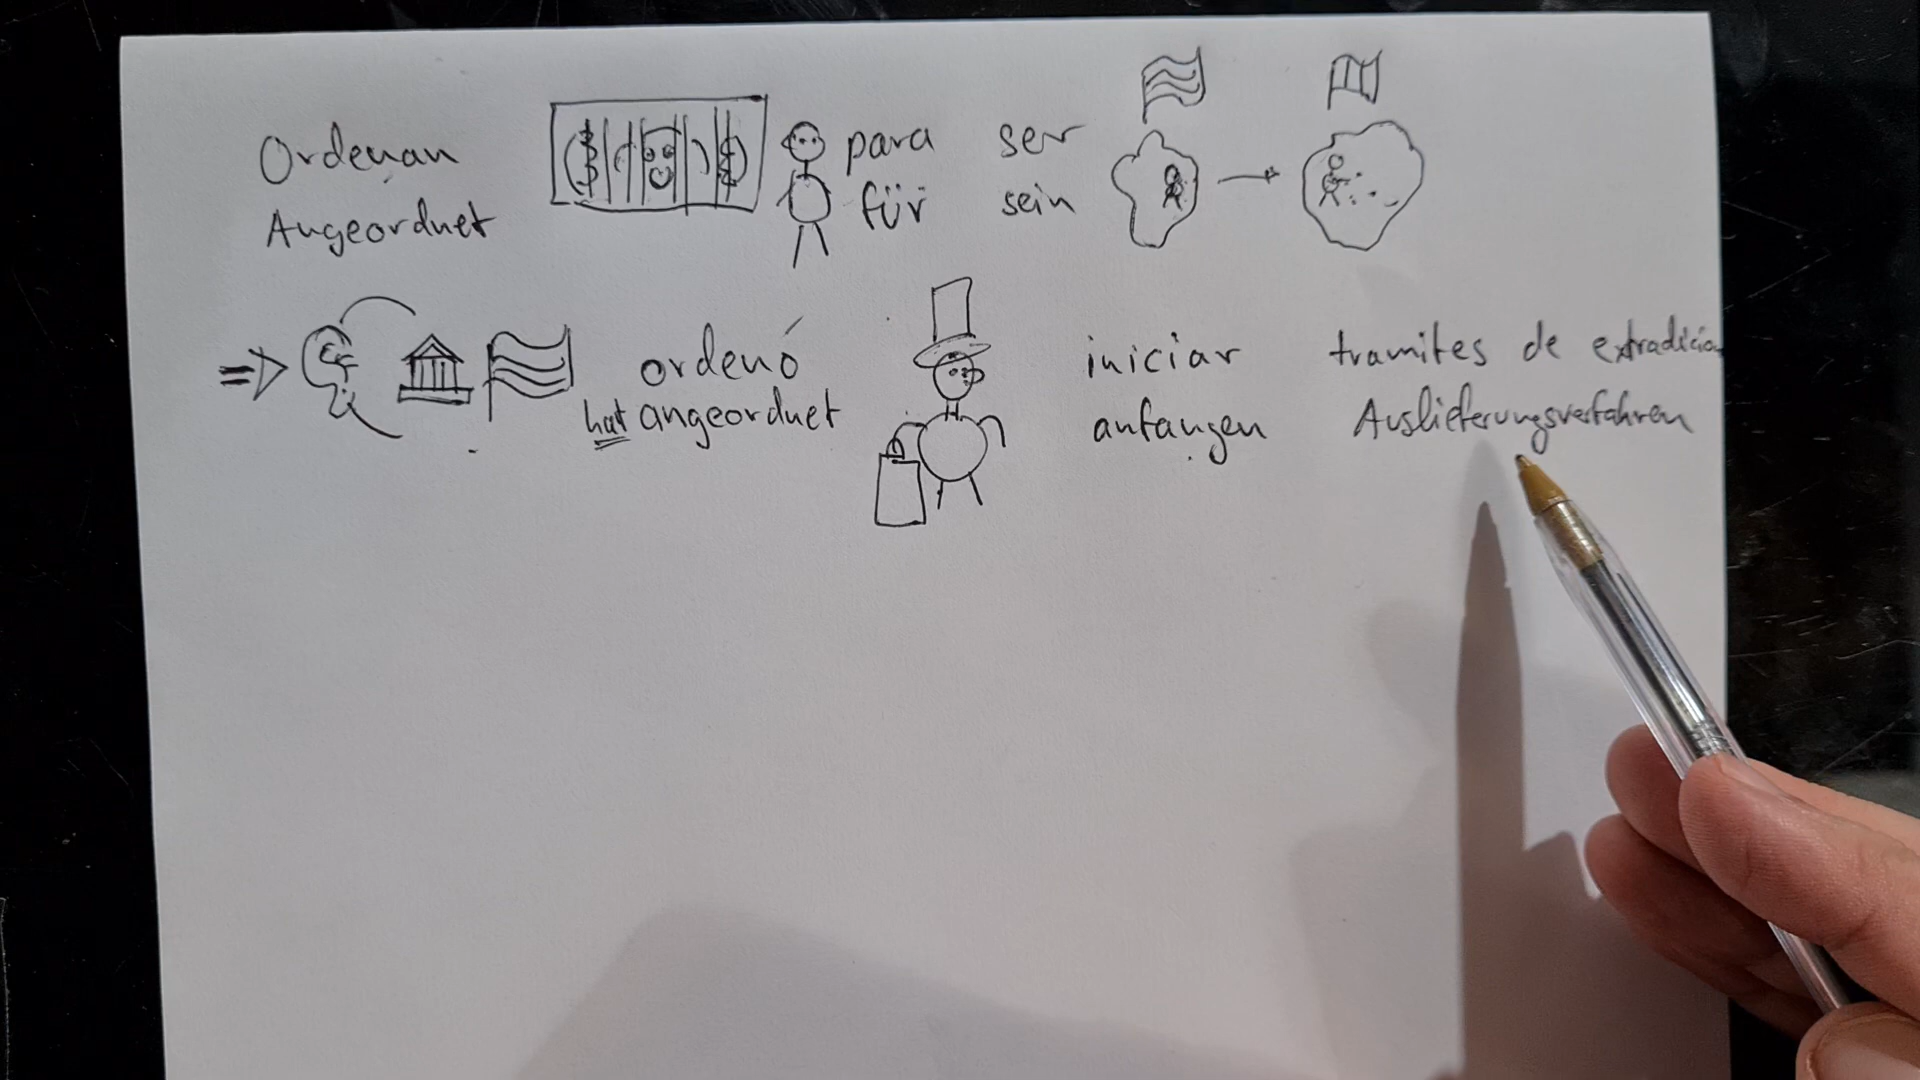 Ordenan para ser
Angeordnet für sein
=> ordenó iniciar tramites de extradición
hat angeordnet anfangen Auslieferungsverfahren